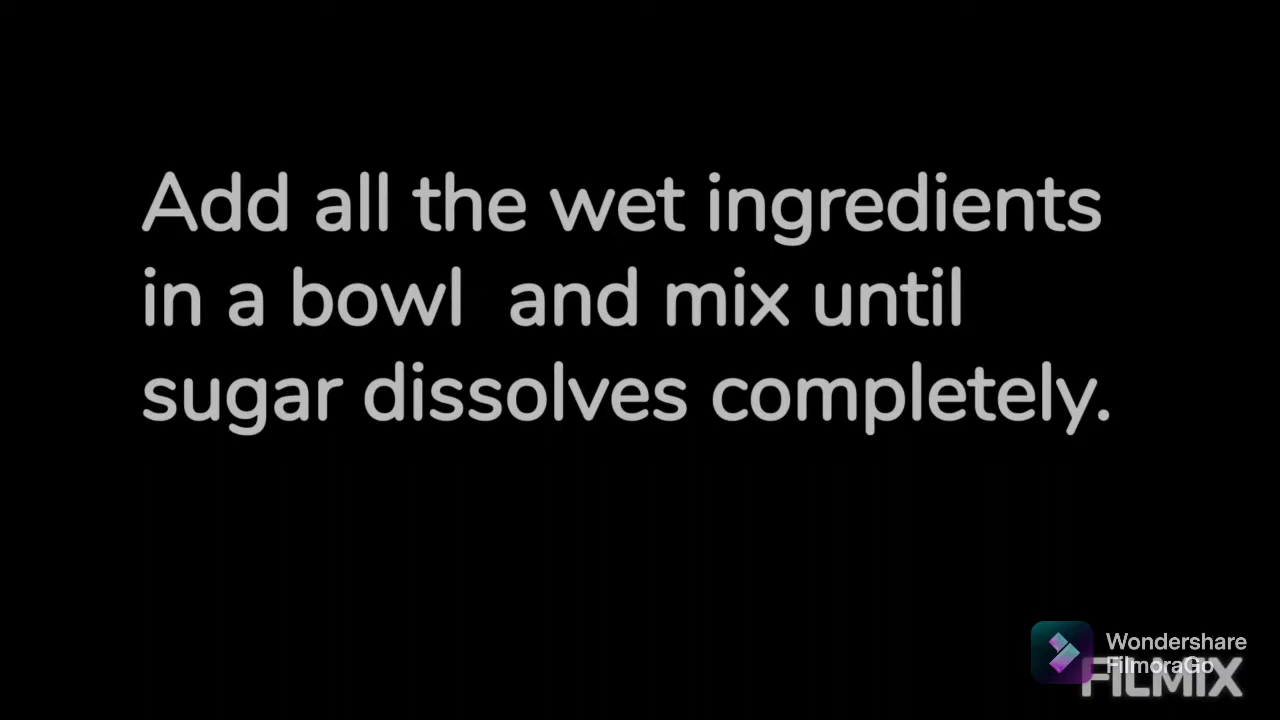 Add all the wet ingredients
in a bowl  and mix until
sugar dissolves completely.
Wondershare
FilmoraGo
FILMIX